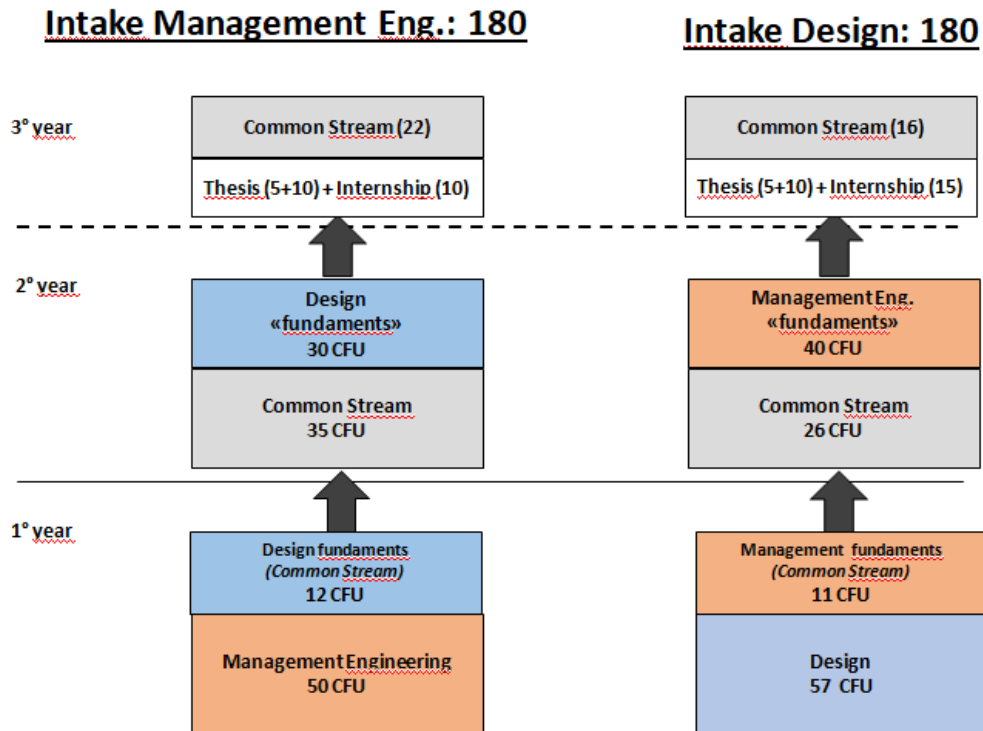 Intake Management Eng.: 180
Intake Design: 180
3° year
Common Stream (22)
Thesis (5+10) + Internship (10)
Common Stream (16)
Thesis (5+10) + Internship (15)
2° year
Design
«fundaments»
30 CFU
Common Stream
35 CFU
Management Eng.
«fundaments»
40 CFU
Common Stream
26 CFU
1° year
Design fundaments
(Common Stream)
12 CFU
Management Engineering
50 CFU
Management fundaments
(Common Stream)
11 CFU
Design
57 CFU